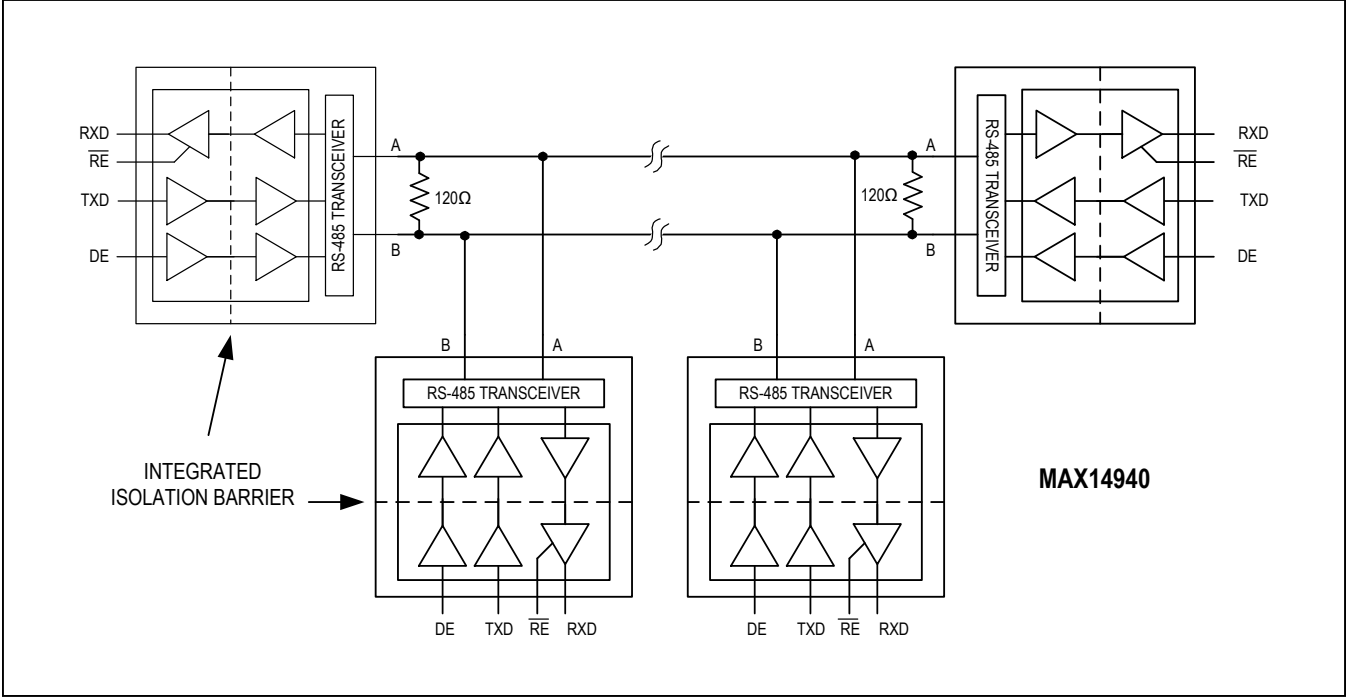 RXD
RE
TXD
DE
RS-485 TRANSCEIVER
A
B
120Ω
120Ω
A
B
RS-485 TRANSCEIVER
RXD
RE
TXD
DE
B A
RS-485 TRANSCEIVER
DE TXD RE RXD
B A
RS-485 TRANSCEIVER
DE TXD RE RXD
INTEGRATED
ISOLATION BARRIER
MAX14940